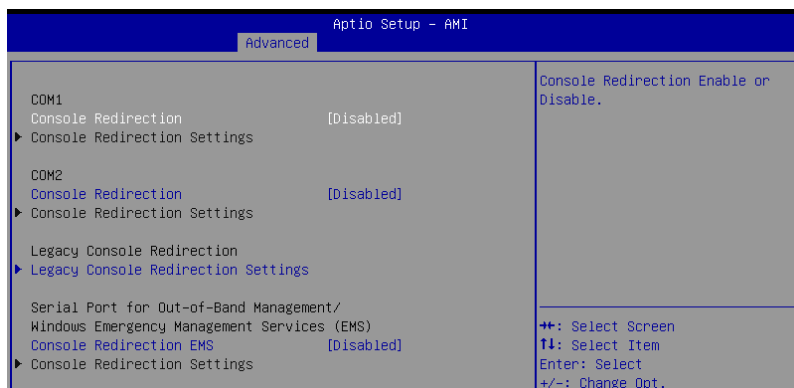 Aptio Setup – AMI
Advanced
COM1
Console Redirection [Disabled]
Console Redirection Settings
COM2
Console Redirection [Disabled]
Console Redirection Settings
Legacy Console Redirection
Legacy Console Redirection Settings
Serial Port for Out-of-Band Management/
Windows Emergency Management Services (EMS)
Console Redirection EMS [Disabled]
Console Redirection Settings
Console Redirection Enable or
Disable.
→←: Select Screen
↑↓: Select Item
Enter: Select
+/-: Change Opt.